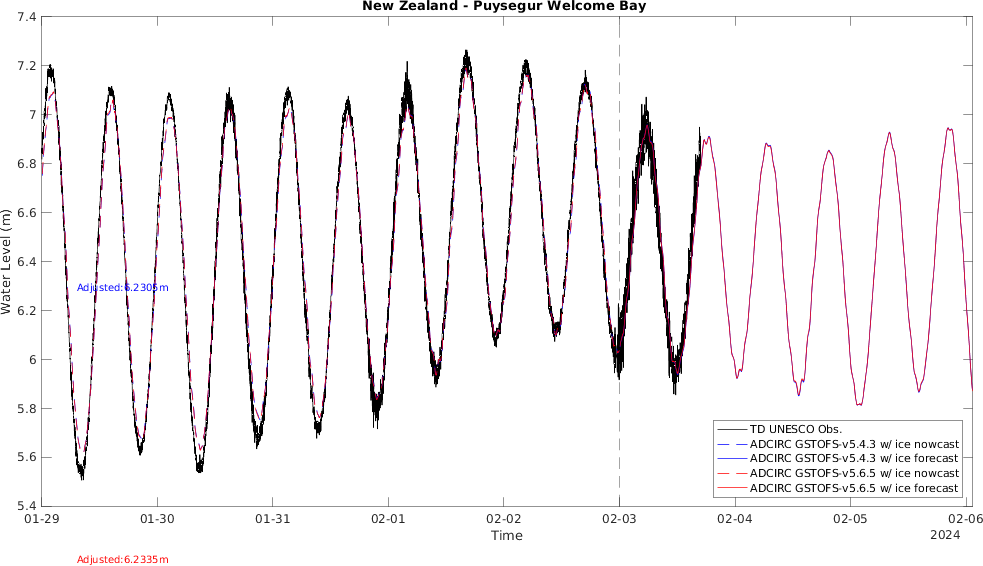 New Zealand - Puysegur Welcome Bay
7.4
7.2
7
6.8
6.6
6.4
6.2
6
5.8
5.6
5.4
Water Level (m)
Adjusted:6.2305m
TD UNESCO Obs.
ADCIRC GSTOFS-v5.4.3 w/ ice nowcast
ADCIRC GSTOFS-v5.4.3 w/ ice forecast
ADCIRC GSTOFS-v5.6.5 w/ ice nowcast
ADCIRC GSTOFS-v5.6.5 w/ ice forecast
01-29 01-30 01-31 02-01 02-02 02-03 02-04 02-05 02-06
Time
2024
Adjusted:6.2335m